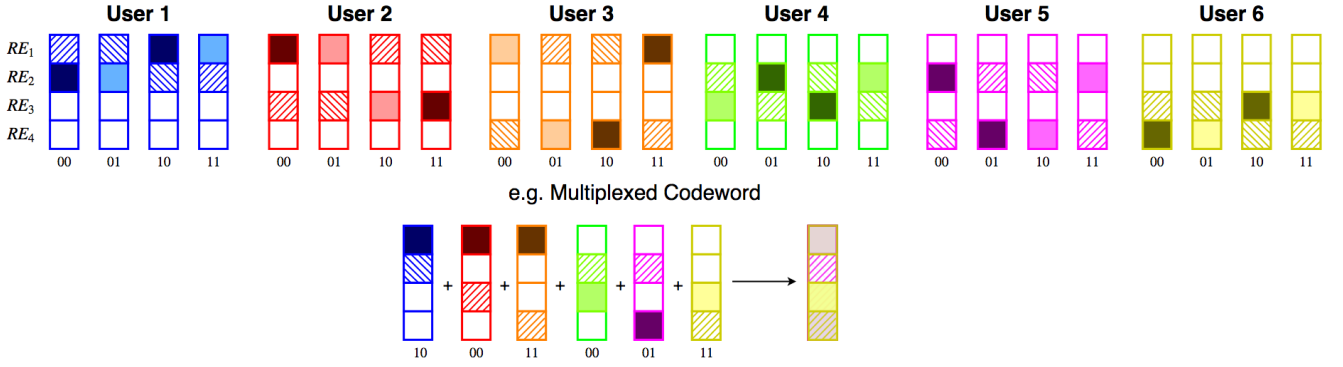 User 1 User 2 User 3 User 4 User 5 User 6
RE1
RE2
RE3
RE4
00 01 10 11 00 01 10 11 00 01 10 11 00 01 10 11 00 01 10 11 00 01 10 11
e.g. Multiplexed Codeword
+ + + + +
10 00 11 00 01 11